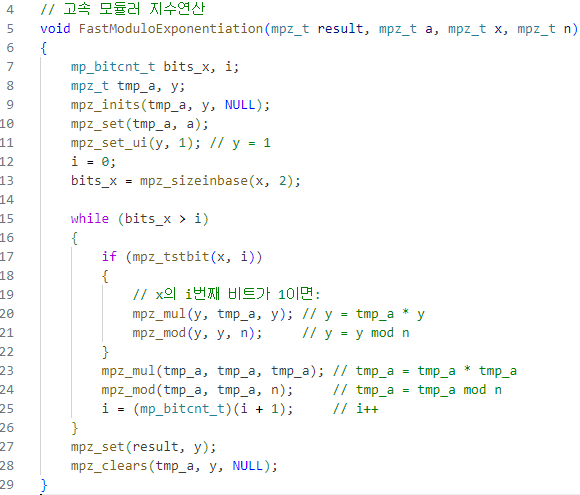 4 // 고속 모듈러 지수연산
5 void FastModuloExponentiation(mpz_t result, mpz_t a, mpz_t x, mpz_t n)
6 {
7     mp_bitcnt_t bits_x, i;
8     mpz_t tmp_a, y;
9     mpz_inits(tmp_a, y, NULL);
10     mpz_set(tmp_a, a);
11     mpz_set_ui(y, 1); // y = 1
12     i = 0;
13     bits_x = mpz_sizeinbase(x, 2);
14
15     while (bits_x > i)
16     {
17         if (mpz_tstbit(x, i))
18         {
19             // x의 i번째 비트가 1이면:
20             mpz_mul(y, tmp_a, y); // y = tmp_a * y
21             mpz_mod(y, y, n);     // y = y mod n
22         }
23         mpz_mul(tmp_a, tmp_a, tmp_a); // tmp_a = tmp_a * tmp_a
24         mpz_mod(tmp_a, tmp_a, n);     // tmp_a = tmp_a mod n
25         i = (mp_bitcnt_t)(i + 1);     // i++
26     }
27     mpz_set(result, y);
28     mpz_clears(tmp_a, y, NULL);
29 }